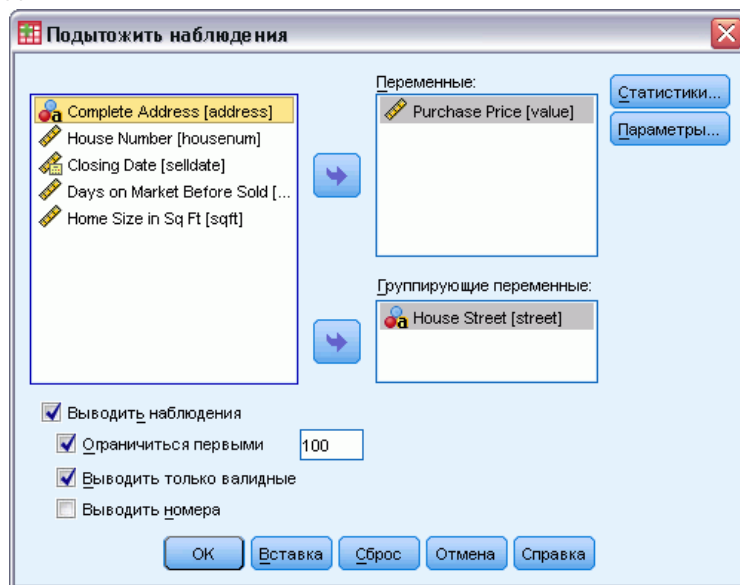 Подытожить наблюдения
Complete Address [address]
House Number [housenum]
Closing Date [selldate]
Days on Market Before Sold [...
Home Size in Sq Ft [sqft]
Переменные:
Purchase Price [value]
Группирующие переменные:
House Street [street]
Статистики...
Параметры...
Выводить наблюдения
Ограничиться первыми 100
Выводить только валидные
Выводить номера
OK Вставка Сброс Отмена Справка